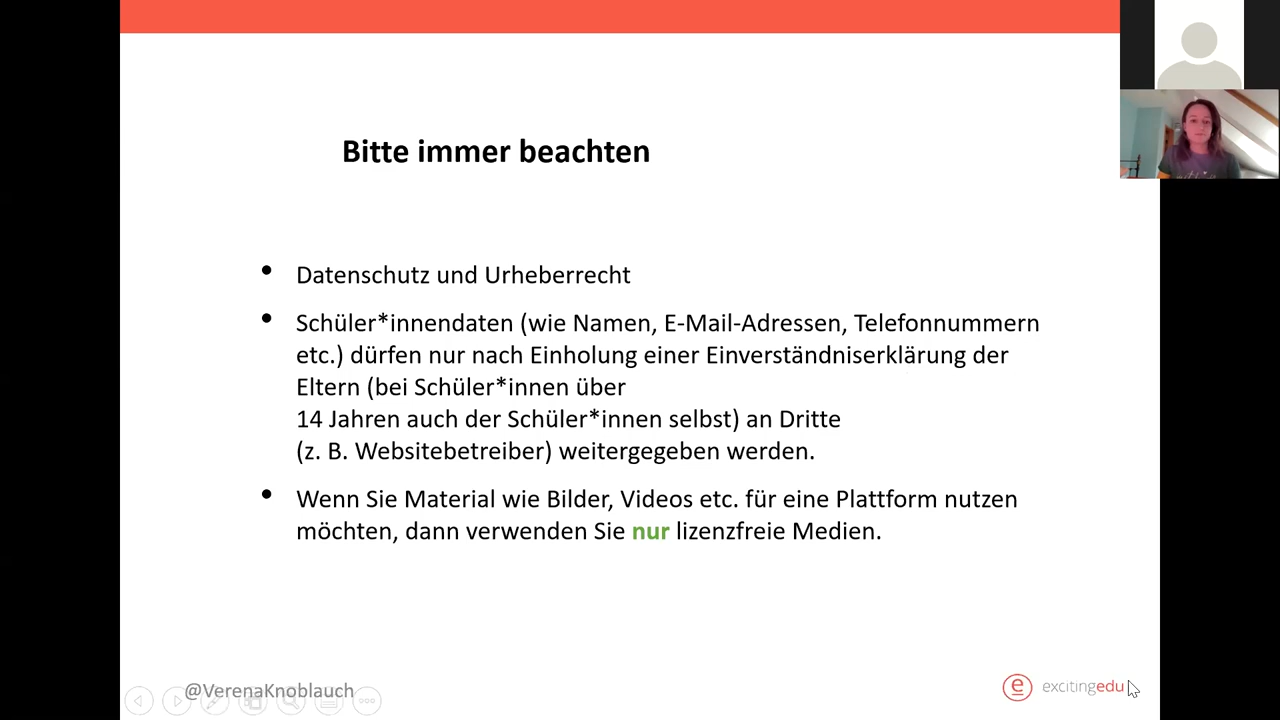 Bitte immer beachten
• Datenschutz und Urheberrecht
• Schüler*innendaten (wie Namen, E-Mail-Adressen, Telefonnummern
etc.) dürfen nur nach Einholung einer Einverständniserklärung der
Eltern (bei Schüler*innen über
14 Jahren auch der Schüler*innen selbst) an Dritte
(z. B. Websitebetreiber) weitergegeben werden.
• Wenn Sie Material wie Bilder, Videos etc. für eine Plattform nutzen
möchten, dann verwenden Sie nur lizenzfreie Medien.
@VerenaKnoblauch
e excitingedu